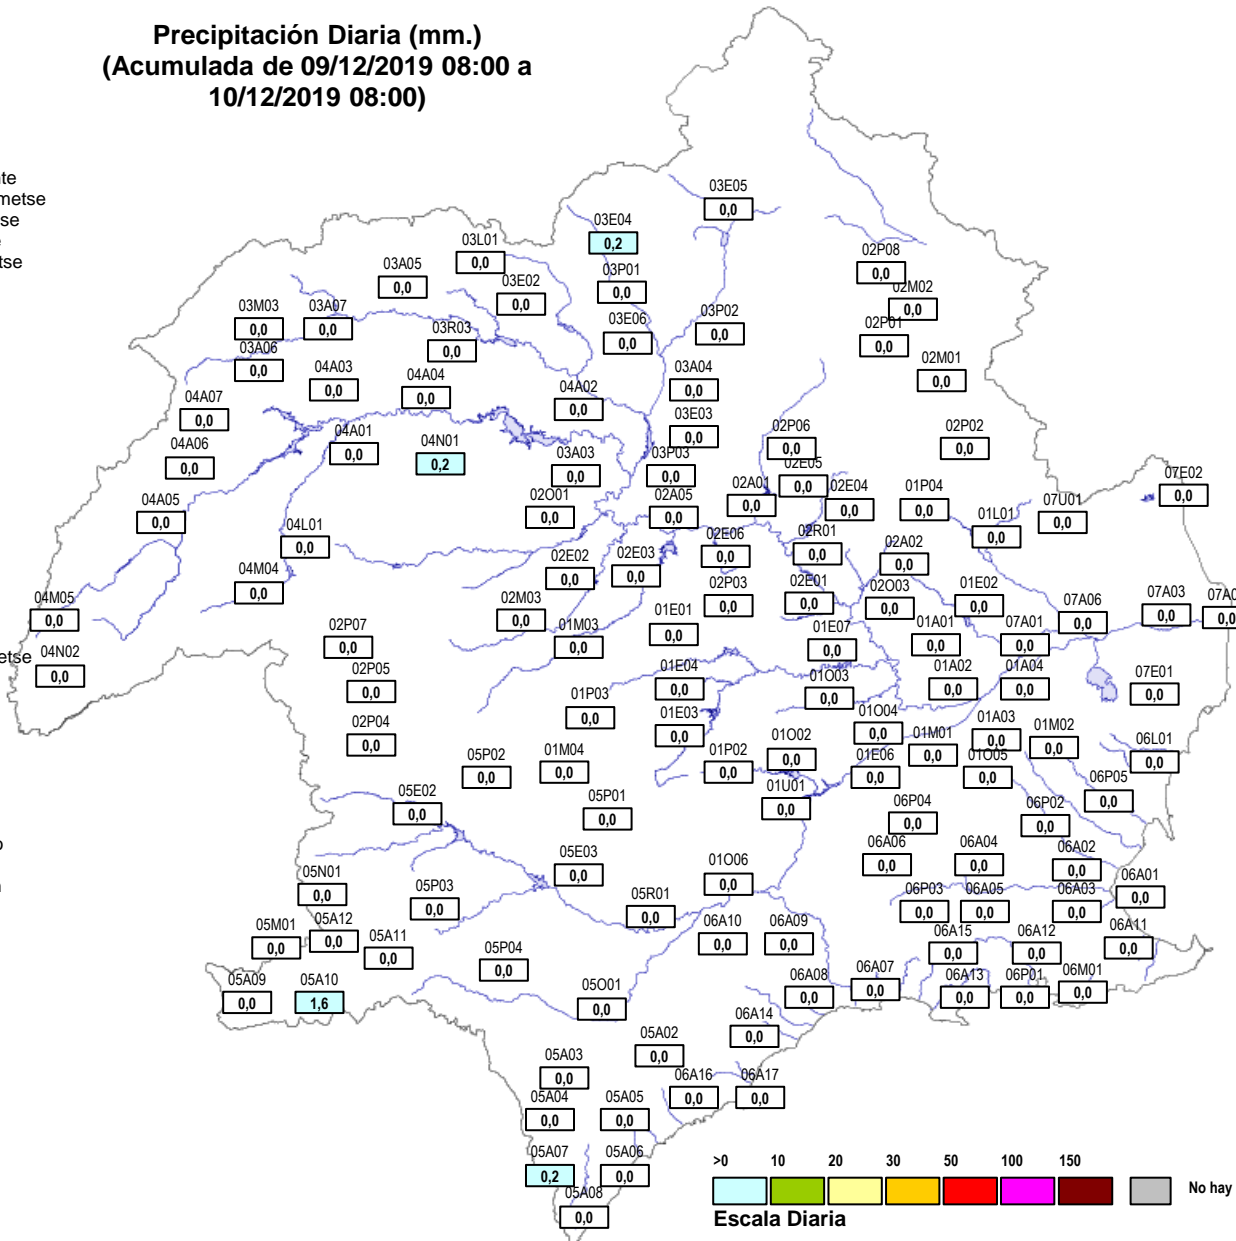 Precipitación Diaria (mm.)
(Acumulada de 09/12/2019 08:00 a
10/12/2019 08:00)
03E05
0,0
03E04
0,2
03L01
0,0
02P08
0,0
03A05
0,0
03P01
0,0
03E02
0,0
02M02
0,0
03M03
0,0
03A07
0,0
03E06
0,0
03P02
0,0
03R03
0,0
02P01
0,0
03A06
0,0
02M01
0,0
04A03
0,0
04A04
0,0
03A04
0,0
04A02
0,0
04A07
0,0
03E03
0,0
04A01
0,0
04N01
0,2
02P06
0,0
02P02
0,0
04A06
0,0
03A03
0,0
03P03
0,0
02E05
0,0
07E02
0,0
04A05
0,0
02O01
0,0
02A05
0,0
02A01
0,0
02E04
0,0
01P04
0,0
07U01
0,0
01L01
0,0
04L01
0,0
02E06
0,0
02R01
0,0
02A02
0,0
02E02
0,0
02E03
0,0
04M04
0,0
02P03
0,0
02E01
0,0
02O03
0,0
01E02
0,0
04M05
0,0
02M03
0,0
07A06
0,0
07A03
0,0
07A0
0,0
02P07
0,0
01M03
0,0
01E01
0,0
01E07
0,0
01A01
0,0
07A01
0,0
etse
04N02
0,0
02P05
0,0
01E04
0,0
01O03
0,0
01A02
0,0
01A04
0,0
07E01
0,0
01P03
0,0
02P04
0,0
01E03
0,0
01O04
0,0
01A03
0,0
01M02
0,0
01M01
0,0
06L01
0,0
05P02
0,0
01M04
0,0
01P02
0,0
01O02
0,0
01E06
0,0
01O05
0,0
05E02
0,0
05P01
0,0
01U01
0,0
06P05
0,0
06P04
0,0
06P02
0,0
05E03
0,0
01O06
0,0
06A06
0,0
06A04
0,0
06A02
0,0
05N01
0,0
05P03
0,0
05R01
0,0
06P03
0,0
06A05
0,0
06A03
0,0
06A01
0,0
05M01
0,0
05A12
0,0
05A11
0,0
05P04
0,0
06A10
0,0
06A09
0,0
06A15
0,0
06A12
0,0
06A11
0,0
05A09
0,0
05A10
1,6
05O01
0,0
06A08
0,0
06A07
0,0
06A13
0,0
06P01
0,0
06M01
0,0
06A14
0,0
05A02
0,0
05A03
0,0
06A16
0,0
06A17
0,0
05A04
0,0
05A05
0,0
05A07
0,2
05A06
0,0
05A08
0,0
>0 10 20 30 50 100 150
No hay
Escala Diaria